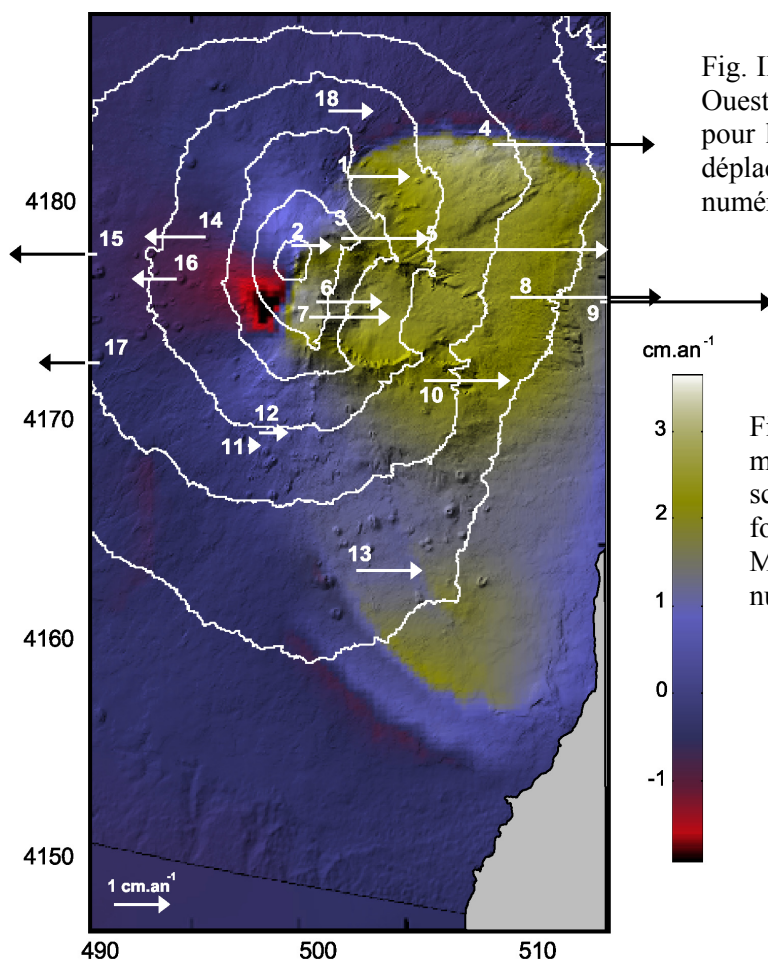 Fig. II
Ouest
pour l
déplac
numér
18
4
1
4180
14
3
2
5
15
16
6
8
7
9
17
cm.an⁻¹
10
4170
12
11
3
Fi
m
sc
fo
M
nu
2
13
1
4160
0
-1
4150
1 cm.an⁻¹
490
500
510